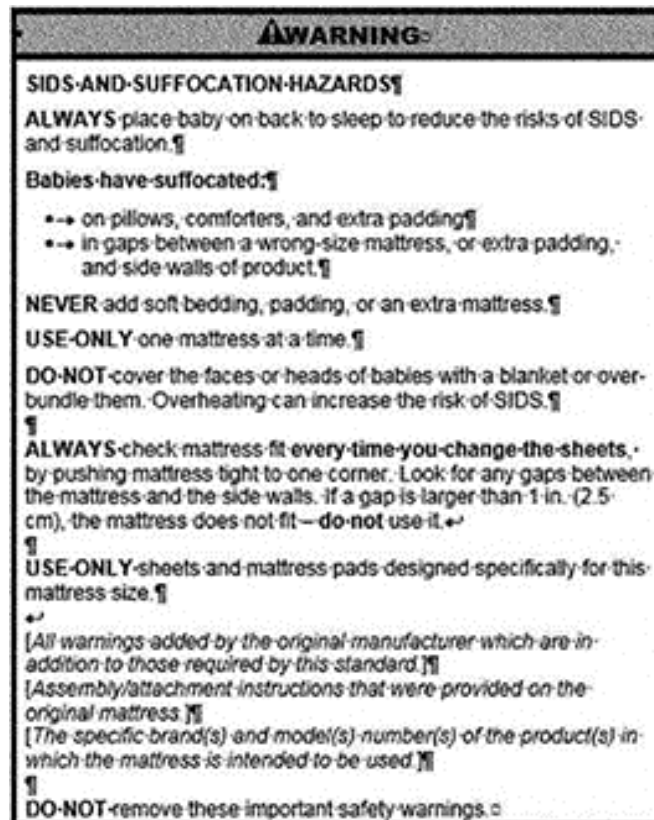 ⚠WARNING
SIDS AND SUFFOCATION HAZARDS¶
ALWAYS place baby on back to sleep to reduce the risks of SIDS
and suffocation.¶
Babies have suffocated:¶
•→ on pillows, comforters, and extra padding¶
•→ in gaps between a wrong-size mattress, or extra padding,
and side walls of product.¶
NEVER add soft bedding, padding, or an extra mattress.¶
USE ONLY one mattress at a time.¶
DO NOT cover the faces or heads of babies with a blanket or over-
bundle them. Overheating can increase the risk of SIDS.¶
¶
ALWAYS check mattress fit every time you change the sheets,
by pushing mattress tight to one corner. Look for any gaps between
the mattress and the side walls. If a gap is larger than 1 in. (2.5
cm), the mattress does not fit – do not use it.↵
¶
USE ONLY sheets and mattress pads designed specifically for this
mattress size.¶
↵
[All warnings added by the original manufacturer which are in
addition to those required by this standard.]¶
[Assembly/attachment instructions that were provided on the
original mattress.]¶
[The specific brand(s) and model(s) number(s) of the product(s) in
which the mattress is intended to be used.]¶
¶
DO NOT remove these important safety warnings.